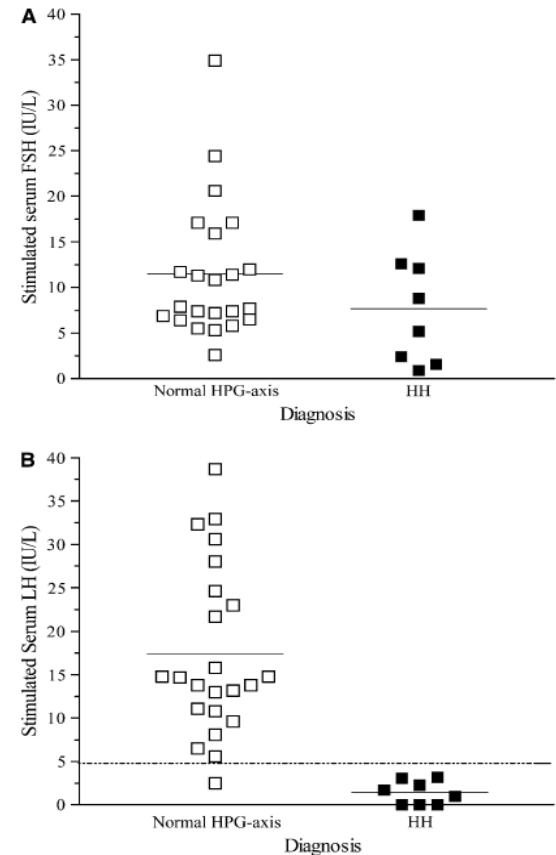 A
40
35
30
25
20
15
10
5
0
Stimulated serum FSH (IU/L)
Normal HPG-axis HH
Diagnosis
B
40
35
30
25
20
15
10
5
0
Stimulated Serum LH (IU/L)
Normal HPG-axis HH
Diagnosis